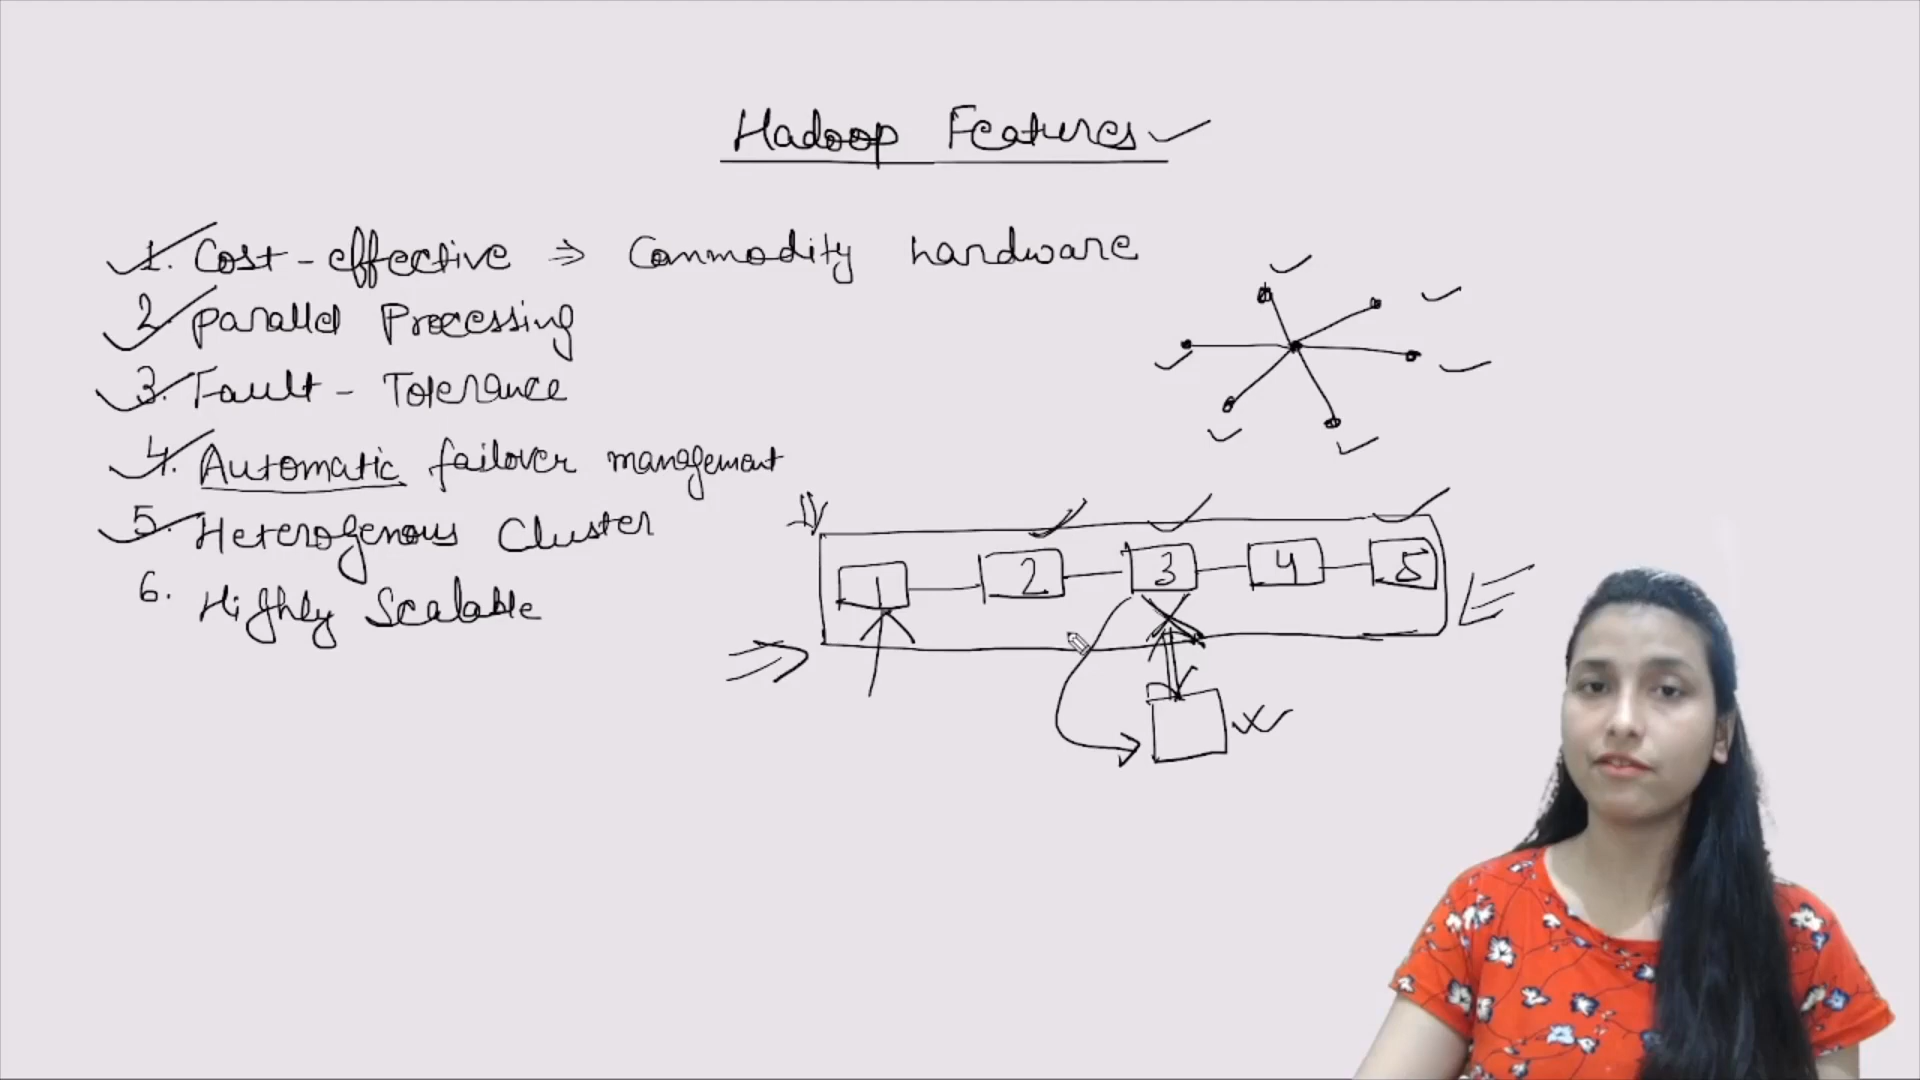 Hadoop Features
1. Cost-effective ⇒ Commodity hardware
2. Parallel Processing
3. Fault-Tolerance
4. Automatic failover management
5. Heterogenous Cluster
6. Highly Scalable
1 2 3 4 5